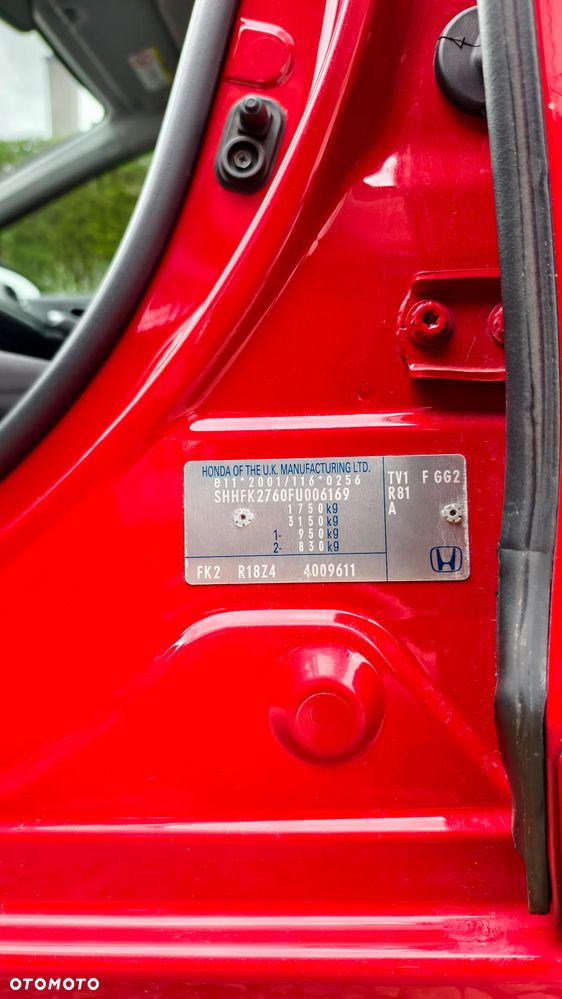 HONDA OF THE U.K. MANUFACTURING LTD.
e11*2001/116*0256
SHHFK2760FU006169
1750kg
3150kg
1- 950kg
2- 830kg
FK2 R18Z4 4009611
TV1 F GG2
R81
A
OTOMOTO